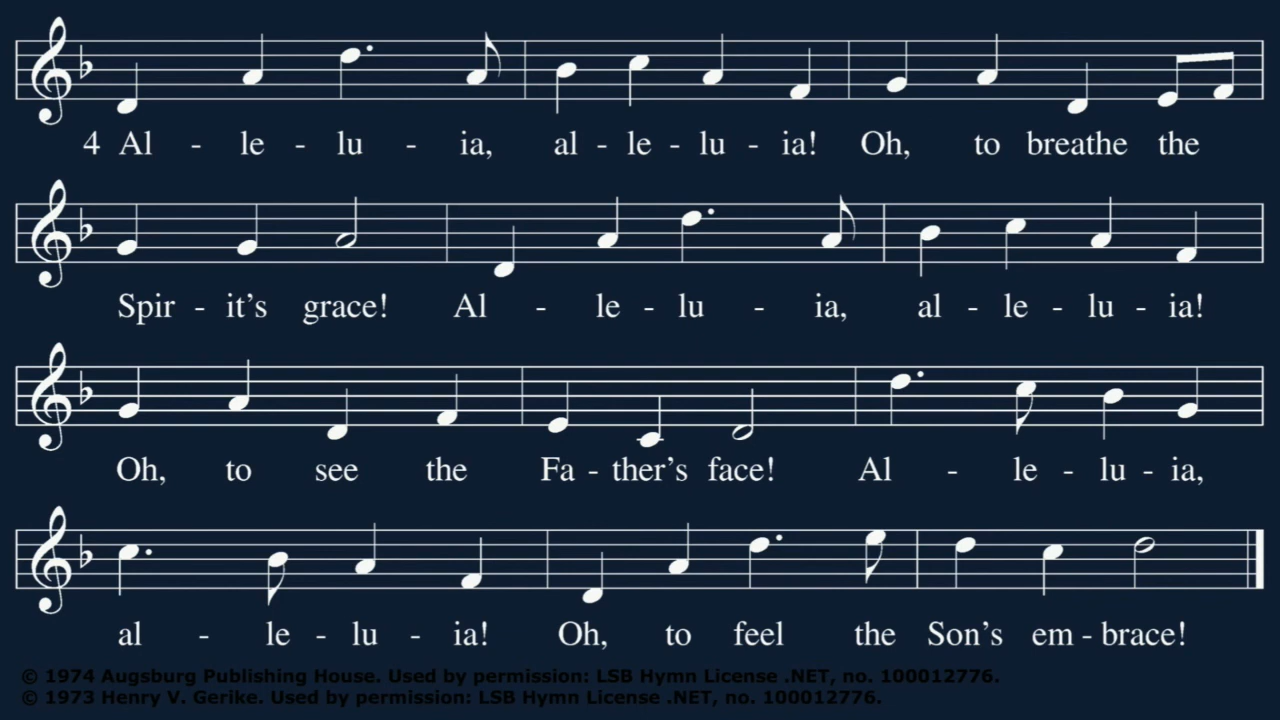 4 Al - le - lu - ia, al - le - lu - ia! Oh, to breathe the
Spir - it's grace! Al - le - lu - ia, al - le - lu - ia!
Oh, to see the Fa - ther's face! Al - le - lu - ia,
al - le - lu - ia! Oh, to feel the Son's em - brace!
© 1974 Augsburg Publishing House. Used by permission: LSB Hymn License .NET, no. 100012776.
© 1973 Henry V. Gerike. Used by permission: LSB Hymn License .NET, no. 100012776.